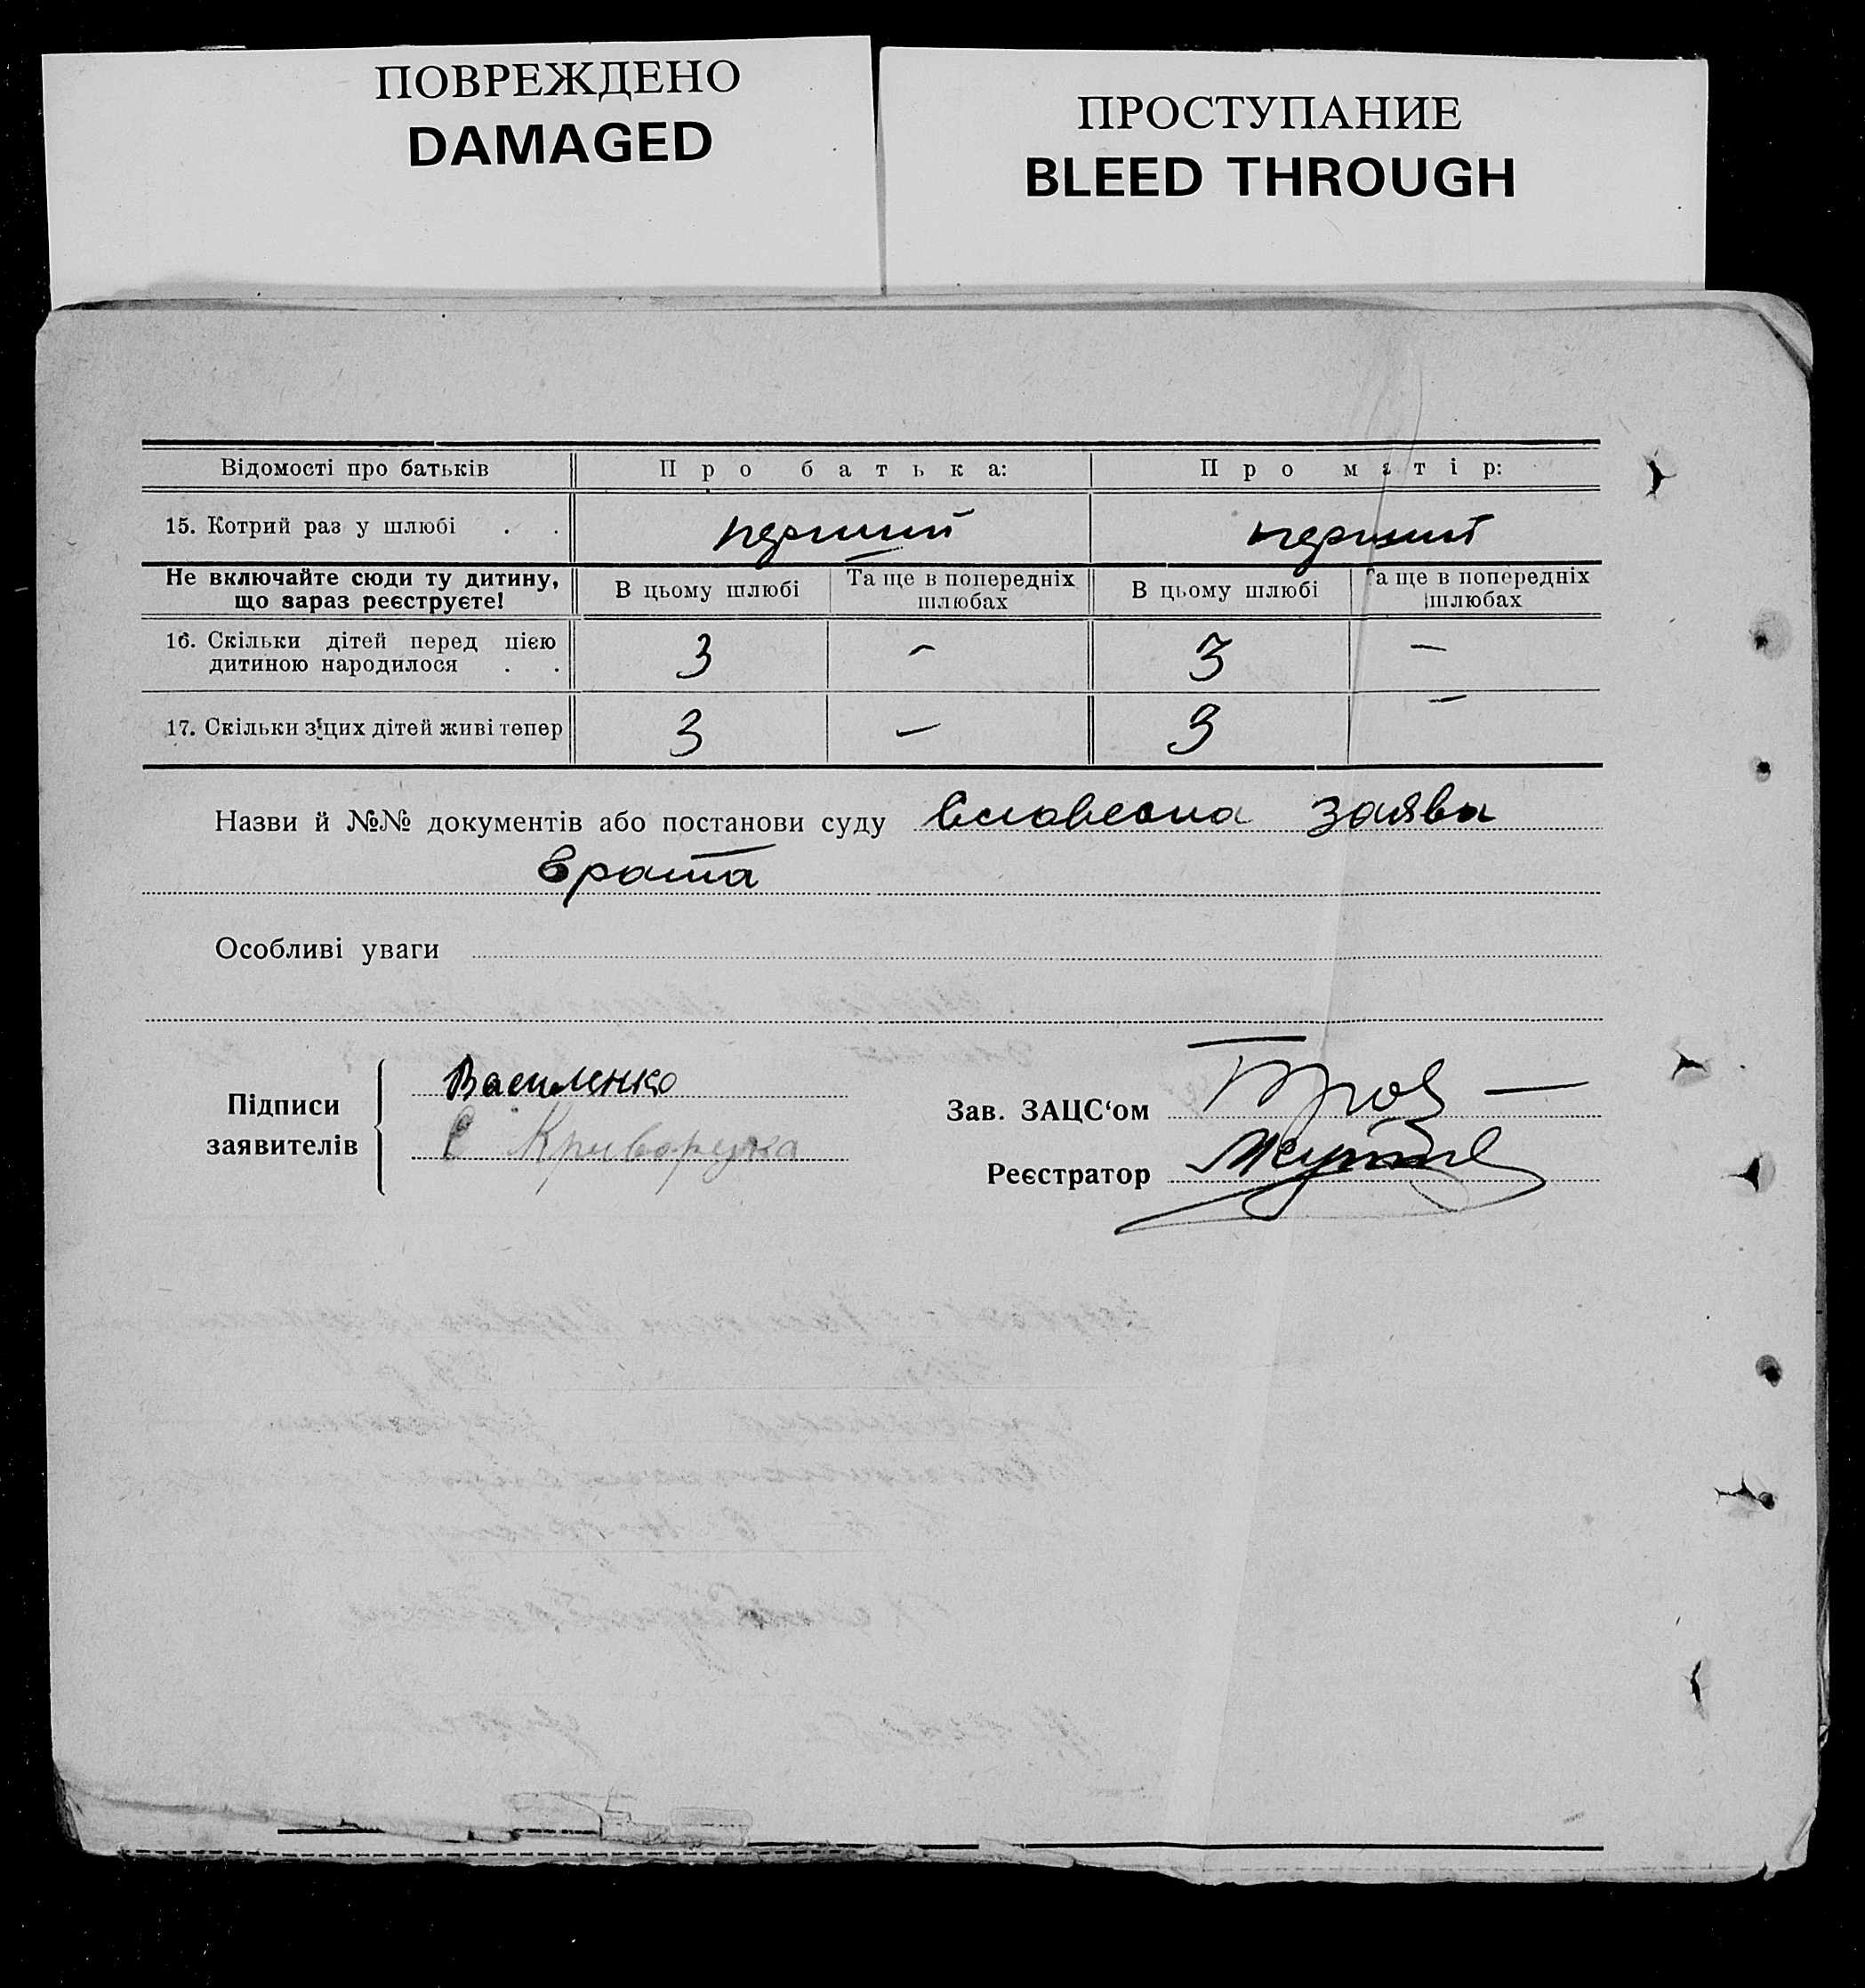 ПОВРЕЖДЕНО
DAMAGED
ПРОСТУПАНИЕ
BLEED THROUGH
Відомості про батьків Про батька: Про матір:
15. Котрий раз у шлюбі . . перший перший
Не включайте сюди ту дитину, що зараз реєструєте! В цьому шлюбі Та ще в попередніх шлюбах В цьому шлюбі Та ще в попередніх шлюбах
16. Скільки дітей перед цією дитиною народилося . . 3 – 3 –
17. Скільки з цих дітей живі тепер 3 – 3 –
Назви й №№ документів або постанови суду словесна заява
брата
Особливі уваги
Підписи заявителів
Василенко
Є Криворучка
Зав. ЗАЦС‘ом
Реєстратор